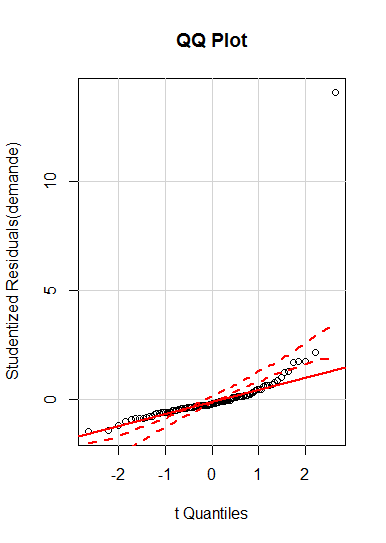 QQ Plot
Studentized Residuals(demande)
10
5
0
-2 -1 0 1 2
t Quantiles